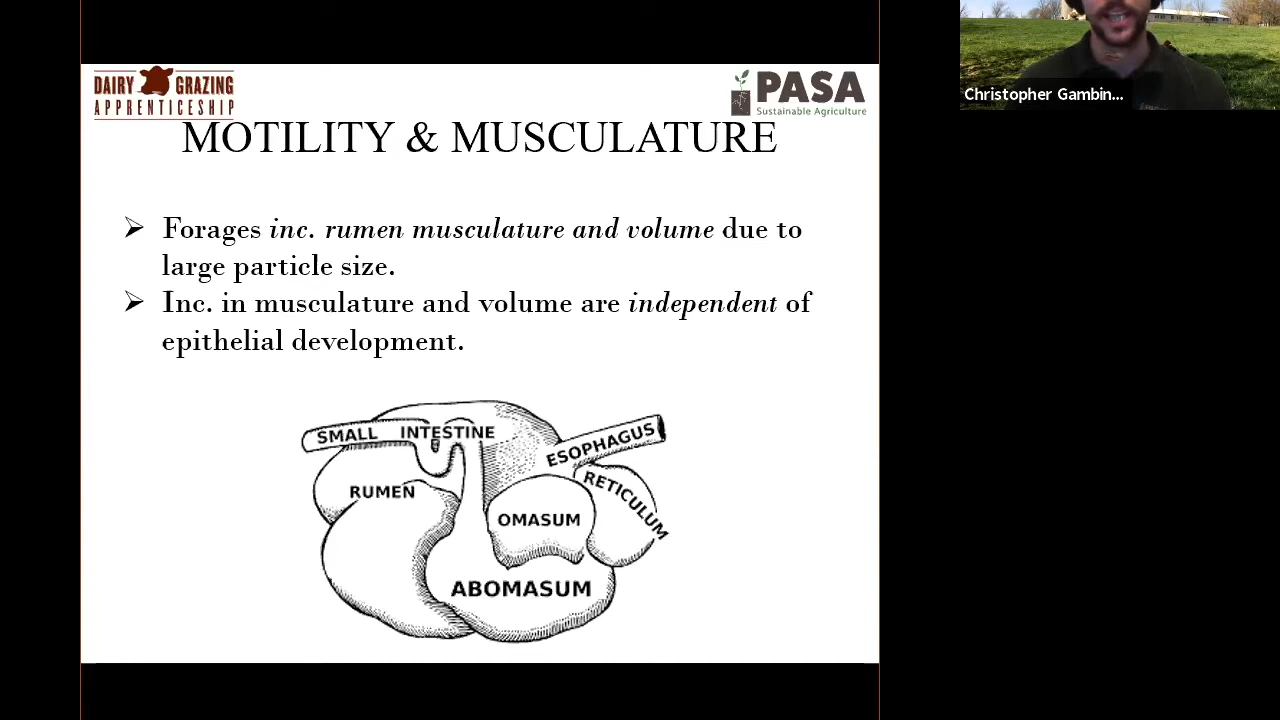 DAIRY GRAZING
APPRENTICESHIP
PASA
Sustainable Agriculture
Christopher Gambin...
MOTILITY & MUSCULATURE
➢ Forages inc. rumen musculature and volume due to
large particle size.
➢ Inc. in musculature and volume are independent of
epithelial development.
SMALL INTESTINE
ESOPHAGUS
RUMEN
RETICULUM
OMASUM
ABOMASUM